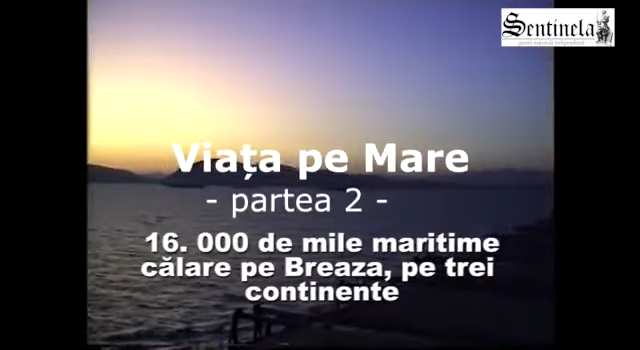 Sentinela
Viața pe Mare
- partea 2 -
16. 000 de mile maritime
călare pe Breaza, pe trei
continente